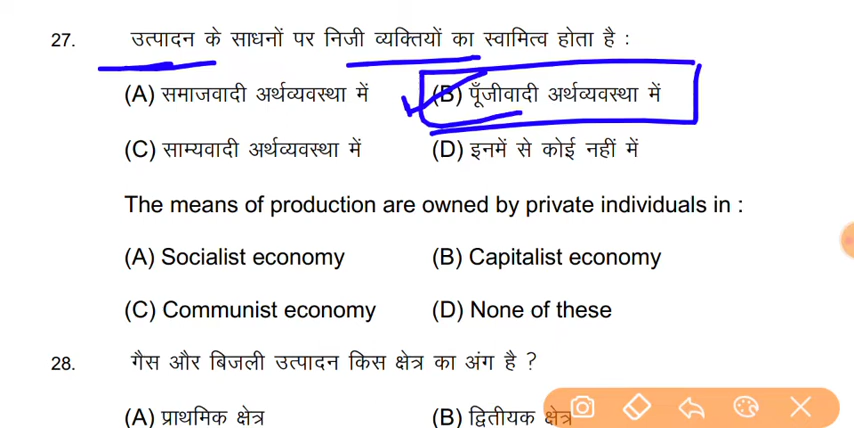 27. उत्पादन के साधनों पर निजी व्यक्तियों का स्वामित्व होता है :
(A) समाजवादी अर्थव्यवस्था में (B) पूँजीवादी अर्थव्यवस्था में
(C) साम्यवादी अर्थव्यवस्था में (D) इनमें से कोई नहीं में
The means of production are owned by private individuals in :
(A) Socialist economy (B) Capitalist economy
(C) Communist economy (D) None of these
28. गैस और बिजली उत्पादन किस क्षेत्र का अंग है ?
(A) प्राथमिक क्षेत्र (B) द्वितीयक क्षेत्र